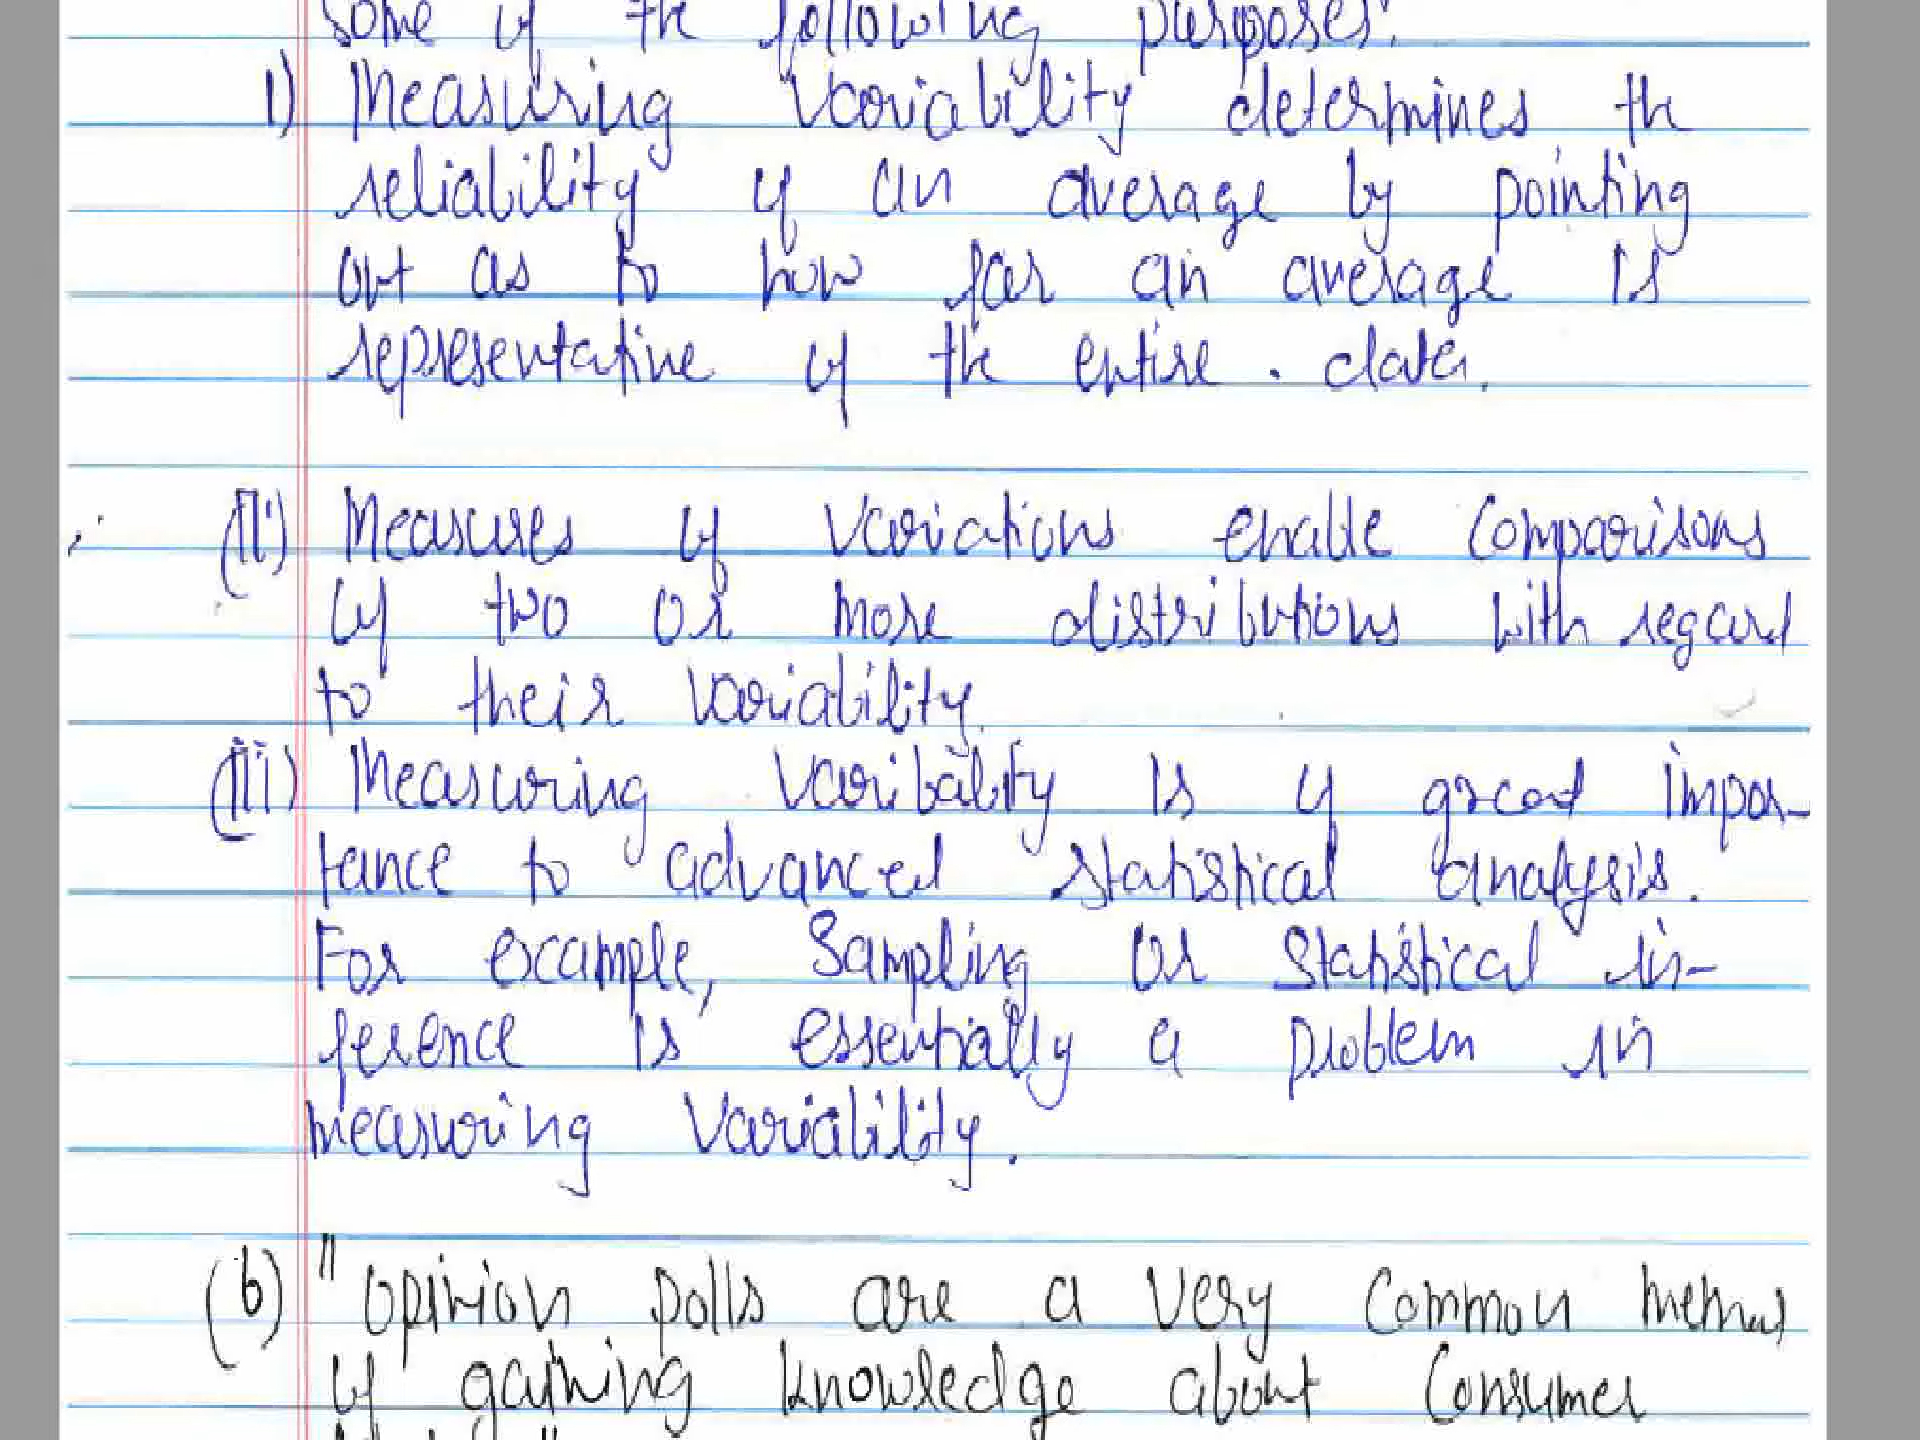 some of the following purposes:
i) Measuring variability determines the
reliability of an average by pointing
out as to how far an average is
representative of the entire . data.
(ii) Measures of variations enable comparisons
of two or more distributions with regard
to their variability.
(iii) Measuring varibality is of great impor-
tance to advanced statistical analysis.
For example, Sampling or statistical in-
ference is essentially a problem in
measuring variability.
(b) "Opinion polls are a very common method
of gaining knowledge about consumer